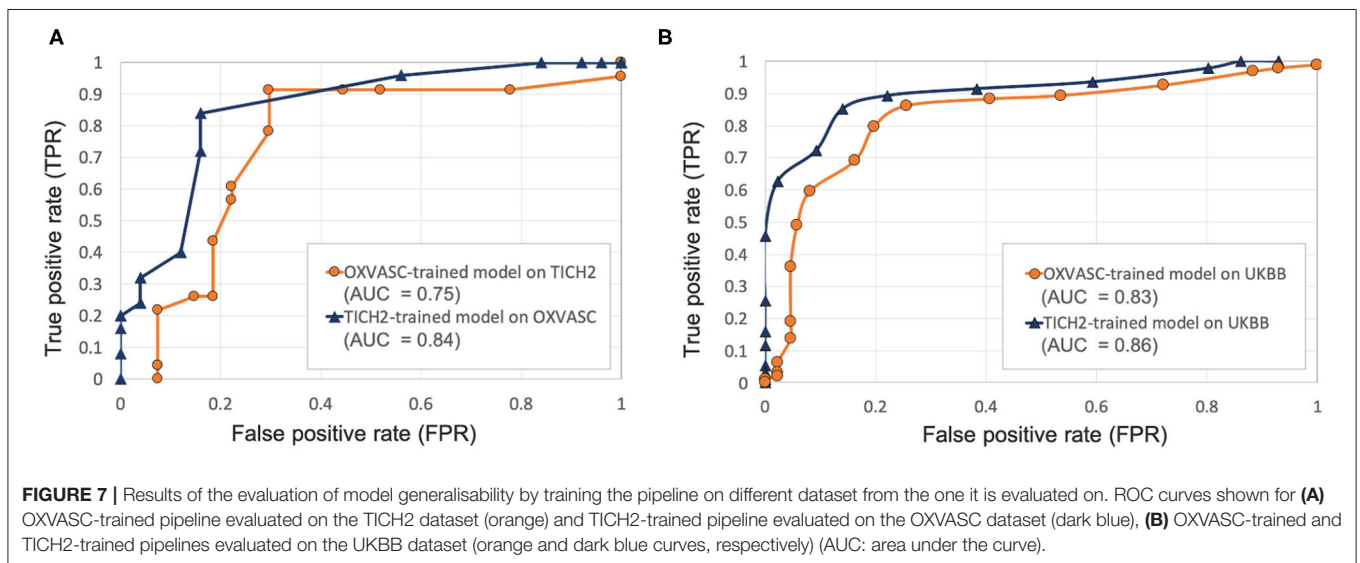 A
1
0.9
0.8
0.7
0.6
0.5
0.4
0.3
0.2
0.1
0
True positive rate (TPR)
OXVASC-trained model on TICH2
(AUC = 0.75)
TICH2-trained model on OXVASC
(AUC = 0.84)
0 0.2 0.4 0.6 0.8 1
False positive rate (FPR)
B
1
0.9
0.8
0.7
0.6
0.5
0.4
0.3
0.2
0.1
0
True positive rate (TPR)
OXVASC-trained model on UKBB
(AUC = 0.83)
TICH2-trained model on UKBB
(AUC = 0.86)
0 0.2 0.4 0.6 0.8 1
False positive rate (FPR)
FIGURE 7 | Results of the evaluation of model generalisability by training the pipeline on different dataset from the one it is evaluated on. ROC curves shown for (A)
OXVASC-trained pipeline evaluated on the TICH2 dataset (orange) and TICH2-trained pipeline evaluated on the OXVASC dataset (dark blue), (B) OXVASC-trained and
TICH2-trained pipelines evaluated on the UKBB dataset (orange and dark blue curves, respectively) (AUC: area under the curve).